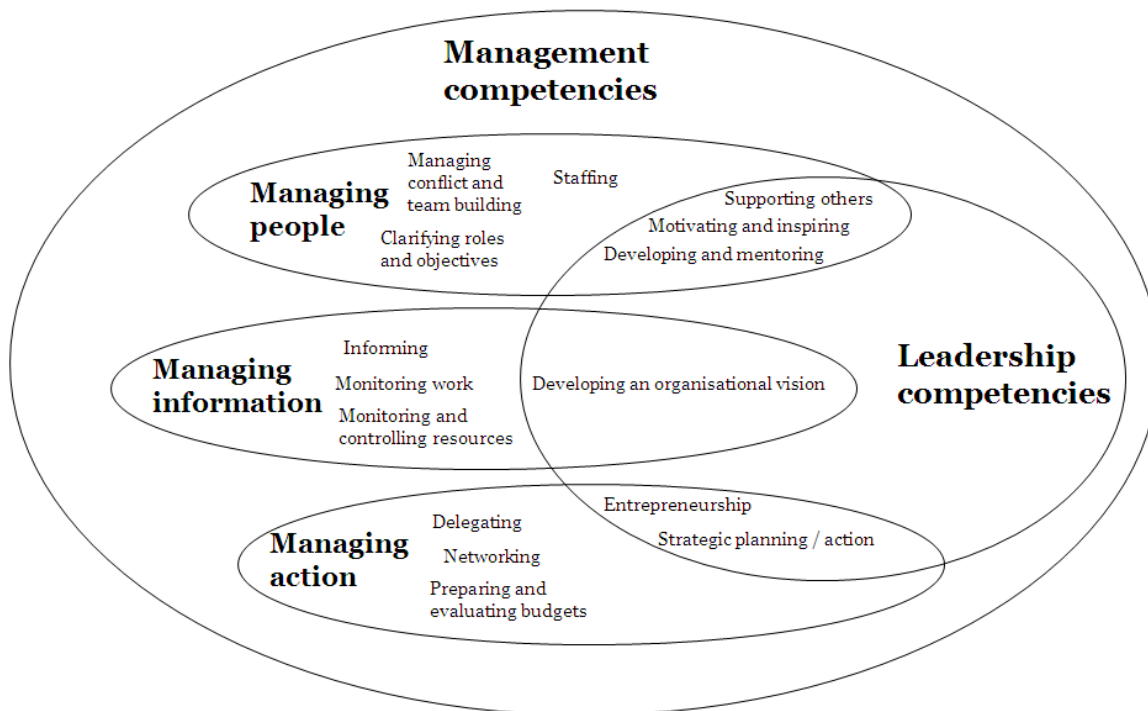 Management
competencies
Managing
people
Managing
conflict and
team building
Staffing
Clarifying roles
and objectives
Supporting others
Motivating and inspiring
Developing and mentoring
Managing
information
Informing
Monitoring work
Monitoring and
controlling resources
Developing an organisational vision
Leadership
competencies
Managing
action
Delegating
Networking
Preparing and
evaluating budgets
Entrepreneurship
Strategic planning / action